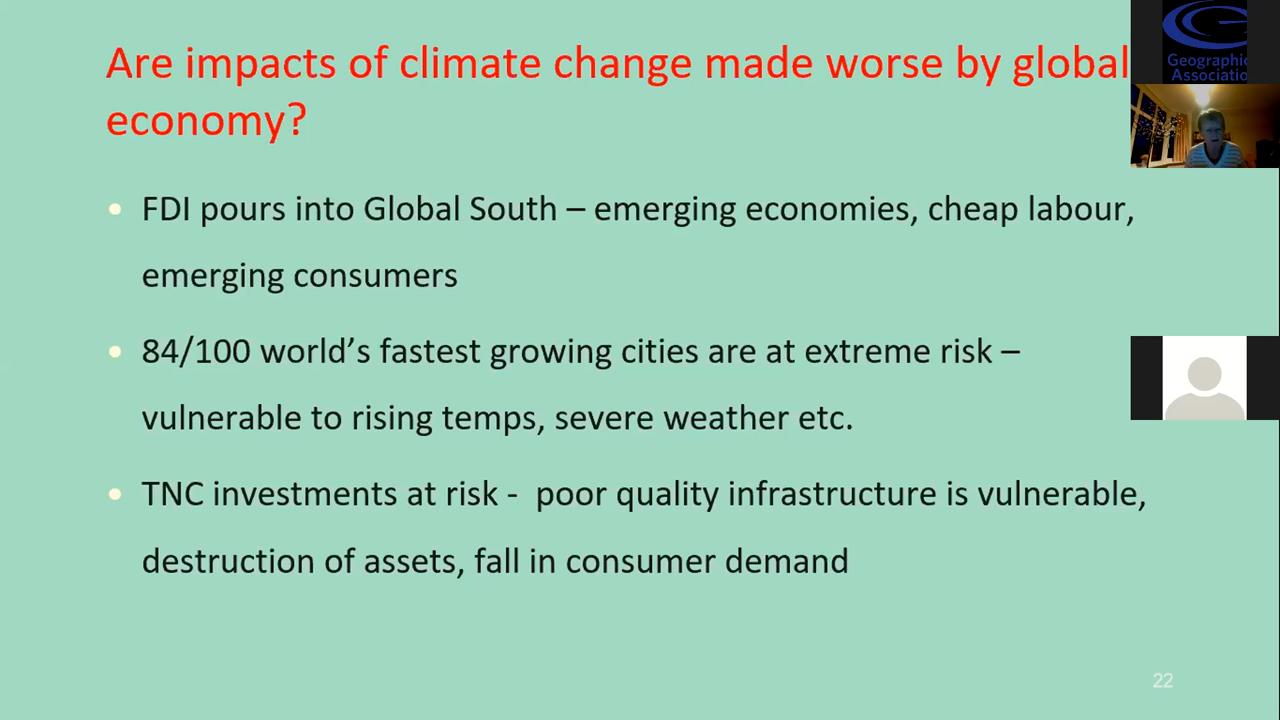 Are impacts of climate change made worse by global
economy?
Geographic
Associatio
• FDI pours into Global South – emerging economies, cheap labour,
emerging consumers
• 84/100 world’s fastest growing cities are at extreme risk –
vulnerable to rising temps, severe weather etc.
• TNC investments at risk -  poor quality infrastructure is vulnerable,
destruction of assets, fall in consumer demand
22